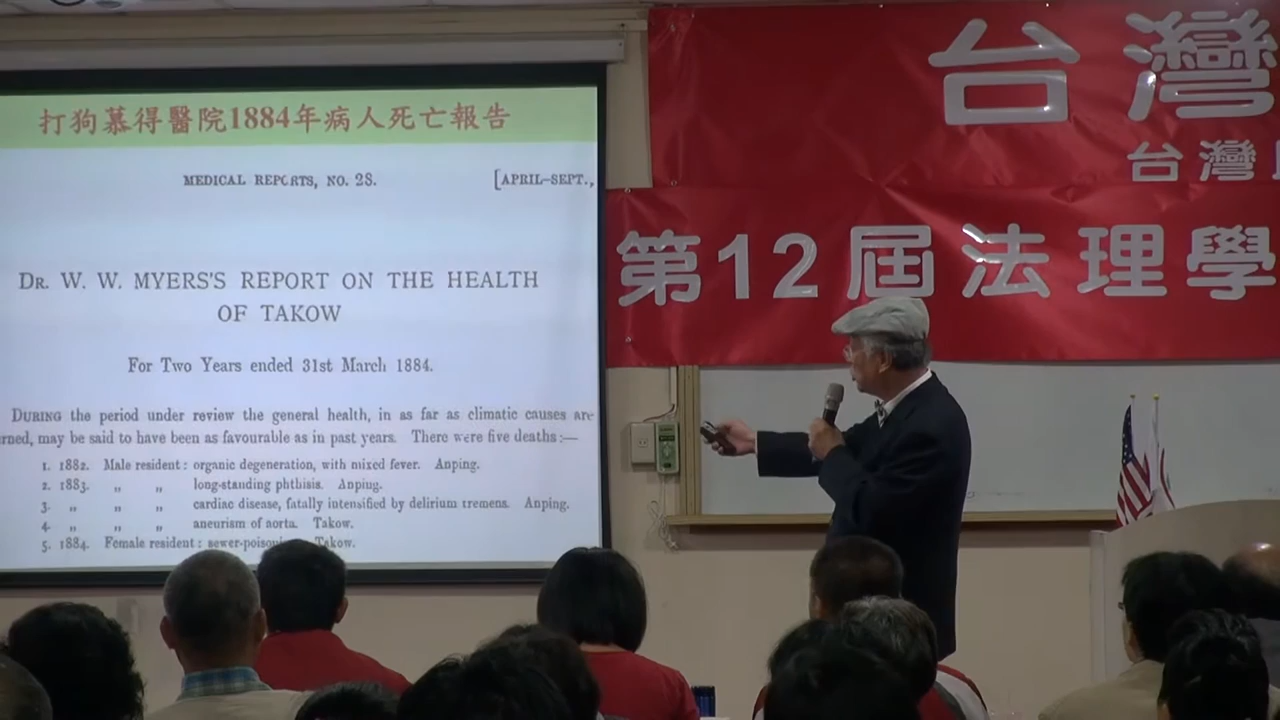 打狗慕得醫院1884年病人死亡報告
MEDICAL REPORTS, NO. 28.
[APRIL–SEPT.,
DR. W. W. MYERS'S REPORT ON THE HEALTH
OF TAKOW
For Two Years ended 31st March 1884.
DURING the period under review the general health, in as far as climatic causes are
rned, may be said to have been as favourable as in past years. There were five deaths:—
1. 1882. Male resident: organic degeneration, with mixed fever. Anping.
2. 1883. „ „ long-standing phthisis. Anping.
3. „ „ „ cardiac disease, fatally intensified by delirium tremens. Anping.
4. „ „ „ aneurism of aorta. Takow.
5. 1884. Female resident: sewer-poison Takow.
台灣
台灣
第12屆法理學